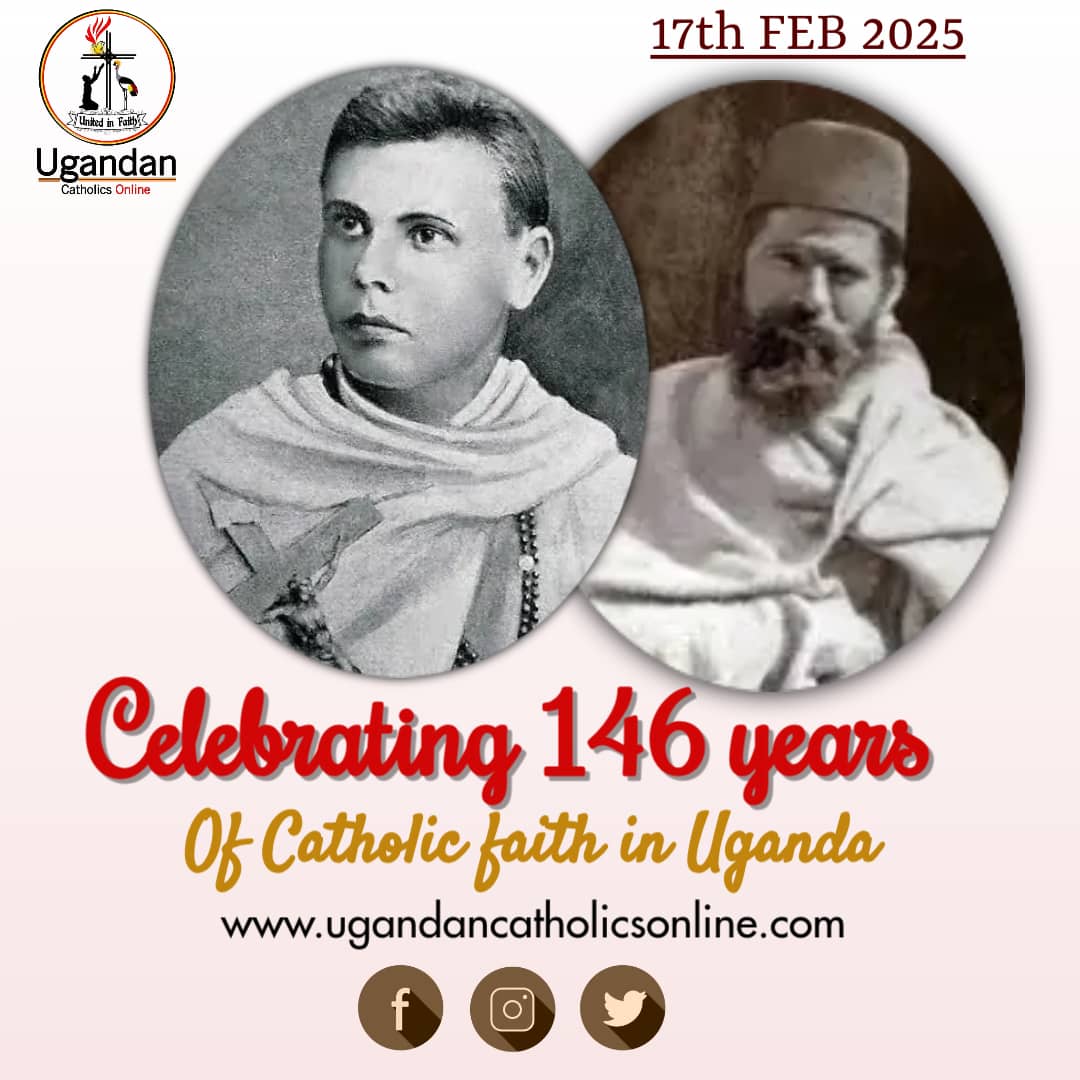 17th FEB 2025
United in Faith
Ugandan
Catholics Online
Celebrating 146 years
Of Catholic faith in Uganda
www.ugandancatholicsonline.com